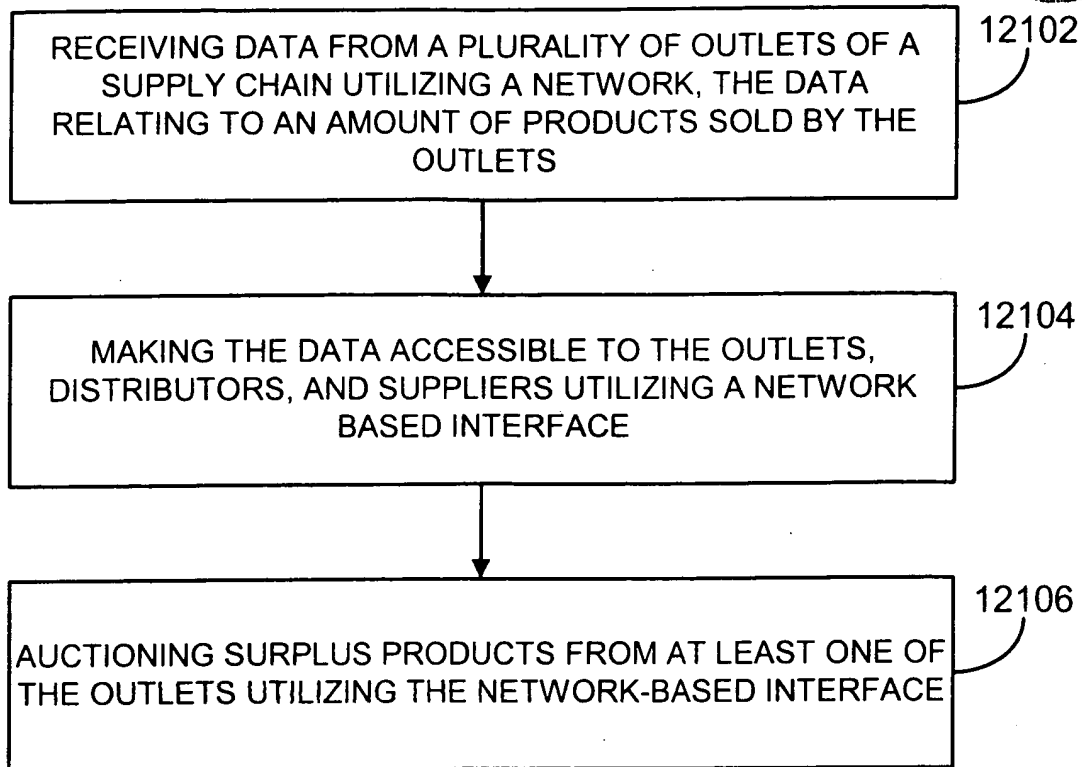 RECEIVING DATA FROM A PLURALITY OF OUTLETS OF A
SUPPLY CHAIN UTILIZING A NETWORK, THE DATA
RELATING TO AN AMOUNT OF PRODUCTS SOLD BY THE
OUTLETS
12102
MAKING THE DATA ACCESSIBLE TO THE OUTLETS,
DISTRIBUTORS, AND SUPPLIERS UTILIZING A NETWORK
BASED INTERFACE
12104
AUCTIONING SURPLUS PRODUCTS FROM AT LEAST ONE OF
THE OUTLETS UTILIZING THE NETWORK-BASED INTERFACE
12106